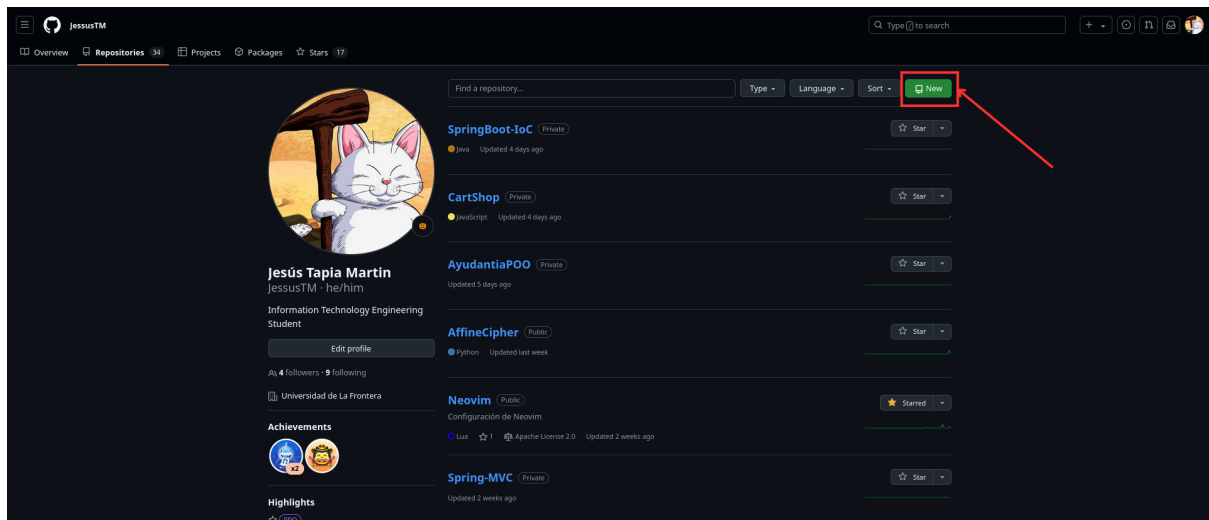 JessusTM
Type / to search
Overview Repositories 34 Projects Packages Stars 17
Find a repository...
Type Language Sort New
SpringBoot-IoC Private
Star
Java Updated 4 days ago
CartShop Private
Star
JavaScript Updated 4 days ago
AyudantiaPOO Private
Star
Updated 5 days ago
AffineCipher Public
Star
Python Updated last week
Neovim Public
Starred
Configuración de Neovim
Lua 1 Apache License 2.0 Updated 2 weeks ago
Spring-MVC Private
Star
Updated 2 weeks ago
Jesús Tapia Martin
JessusTM · he/him
Information Technology Engineering
Student
Edit profile
4 followers · 9 following
Universidad de La Frontera
Achievements
x2
Highlights
PRO